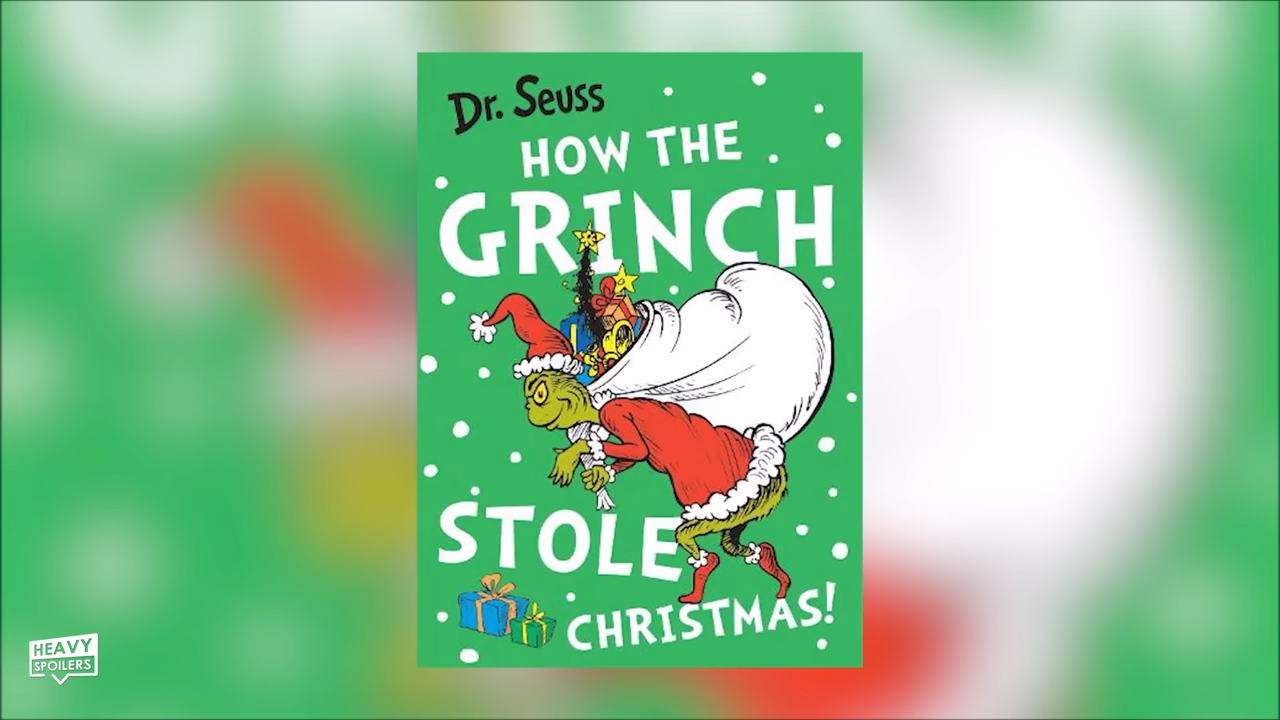 Dr. Seuss
HOW THE
GRINCH
STOLE
CHRISTMAS!
HEAVY
SPOILERS